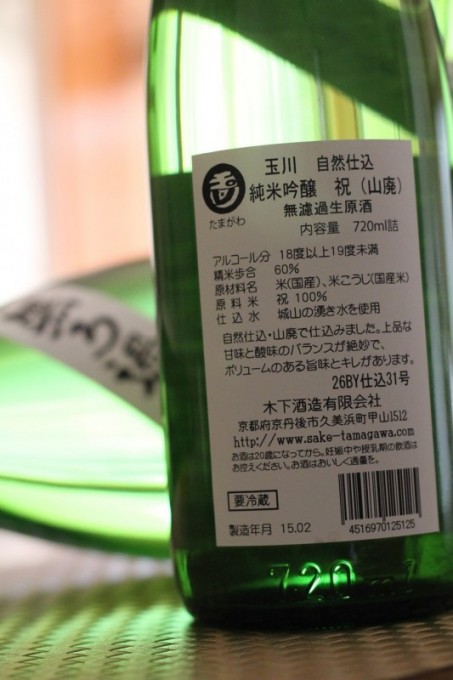 玉川 自然仕込
純米吟醸 祝 (山廃)
無濾過生原酒
たまがわ
内容量 720ml詰
アルコール分 18度以上19度未満
精米歩合 60%
原材料名 米(国産)、米こうじ(国産米)
原料米 祝 100%
仕込水 城山の湧き水を使用
自然仕込・山廃で仕込みました。上品な
甘味と酸味のバランスが絶妙で、
ボリュームのある旨味とキレがあります。
26BY仕込31号
木下酒造有限会社
京都府京丹後市久美浜町甲山1512
http://www.sake-tamagawa.com
お酒は20歳になってから。妊娠中や授乳期の飲酒は
お控えください。お酒はおいしく適量を。
要冷蔵
製造年月 15.02
4516970125125
720ml